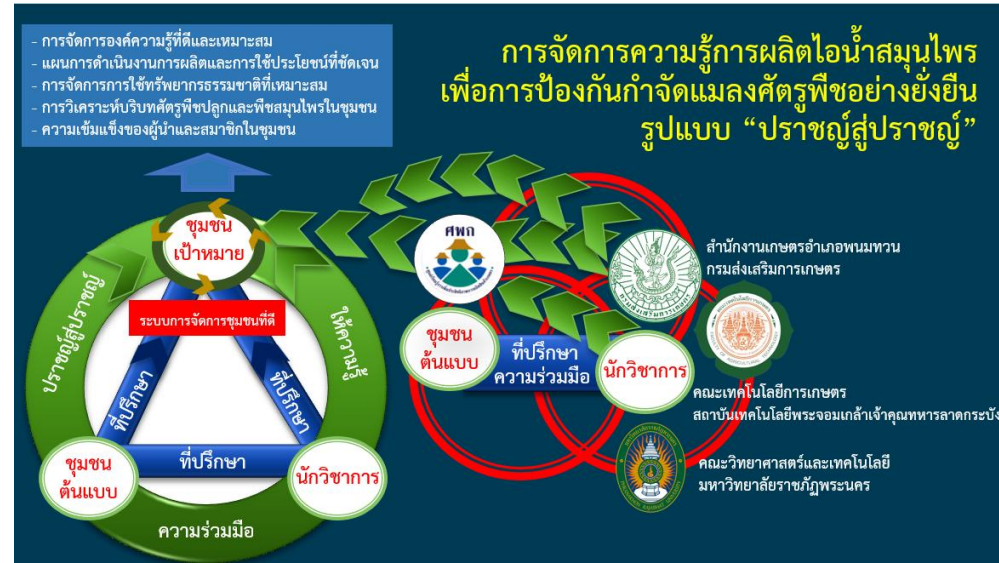 - การจัดการองค์ความรู้ที่ดีและเหมาะสม
- แผนการดำเนินงานการผลิตและการใช้ประโยชน์ที่ชัดเจน
- การจัดการการใช้ทรัพยากรธรรมชาติที่เหมาะสม
- การวิเคราะห์บริบทศัตรูพืชปลูกและพืชสมุนไพรในชุมชน
- ความเข้มแข็งของผู้นำและสมาชิกในชุมชน
การจัดการความรู้การผลิตไอน้ำสมุนไพร
เพื่อการป้องกันกำจัดแมลงศัตรูพืชอย่างยั่งยืน
รูปแบบ “ปราชญ์สู่ปราชญ์”
ชุมชน
เป้าหมาย
ระบบการจัดการชุมชนที่ดี
ปราชญ์สู่ปราชญ์
ให้ความรู้
ที่ปรึกษา
ที่ปรึกษา
ที่ปรึกษา
ชุมชน
ต้นแบบ
นักวิชาการ
ความร่วมมือ
ศพก
ชุมชน
ต้นแบบ
ที่ปรึกษา
ความร่วมมือ
นักวิชาการ
สำนักงานเกษตรอำเภอพนมทวน
กรมส่งเสริมการเกษตร
คณะเทคโนโลยีการเกษตร
สถาบันเทคโนโลยีพระจอมเกล้าเจ้าคุณทหารลาดกระบัง
คณะวิทยาศาสตร์และเทคโนโลยี
มหาวิทยาลัยราชภัฏพระนคร